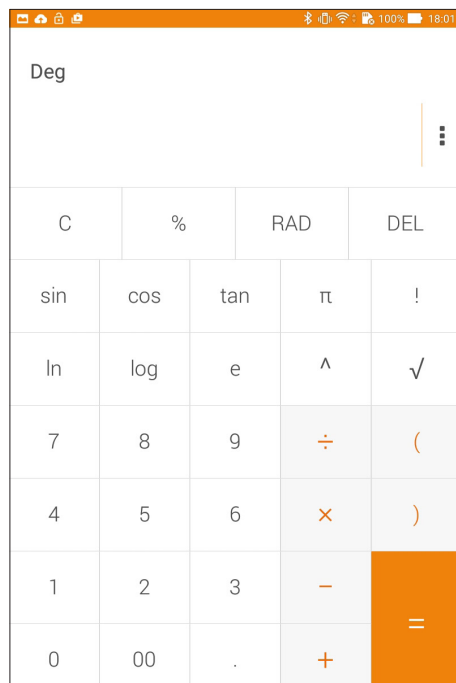 100% 18:01
Deg
C % RAD DEL
sin cos tan π !
ln log e ^ √
7 8 9 ÷ (
4 5 6 × )
1 2 3 −
=
0 00 . +